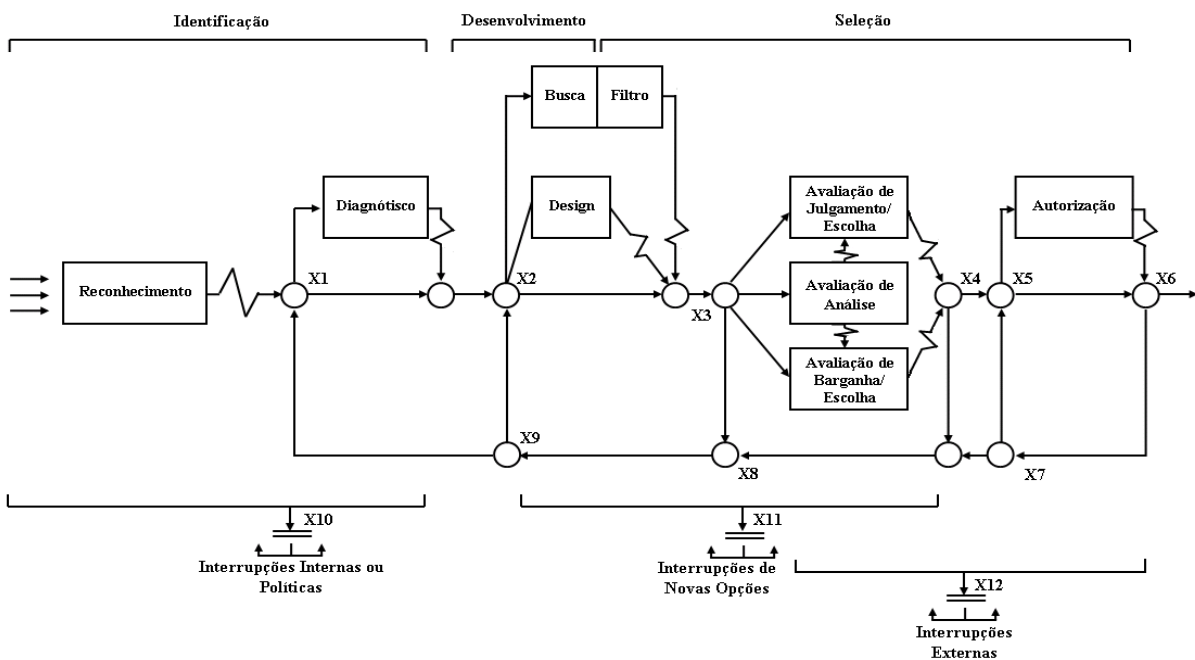 Identificação
Desenvolvimento
Seleção
Busca
Filtro
Diagnótisco
Design
Avaliação de
Julgamento/
Escolha
Autorização
Reconhecimento
X1
X2
X3
Avaliação de
Análise
X4
X5
X6
Avaliação de
Barganha/
Escolha
X9
X8
X7
X10
Interrupções Internas ou
Políticas
X11
Interrupções de
Novas Opções
X12
Interrupções
Externas